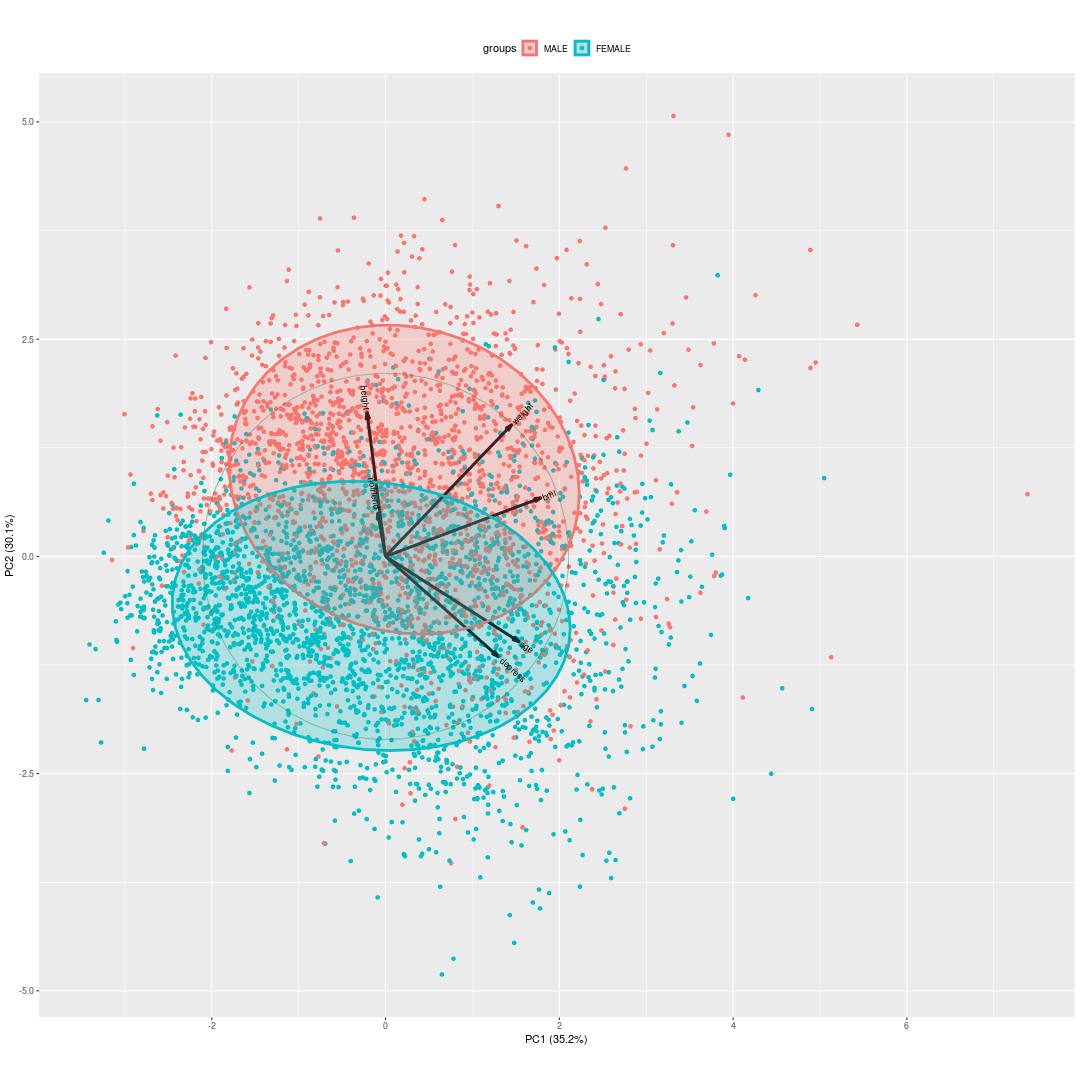 groups MALE FEMALE
5.0
2.5
0.0
-2.5
-5.0
PC2 (30.1%)
height
weight
bmi
age
depress
-2 0 2 4 6
PC1 (35.2%)